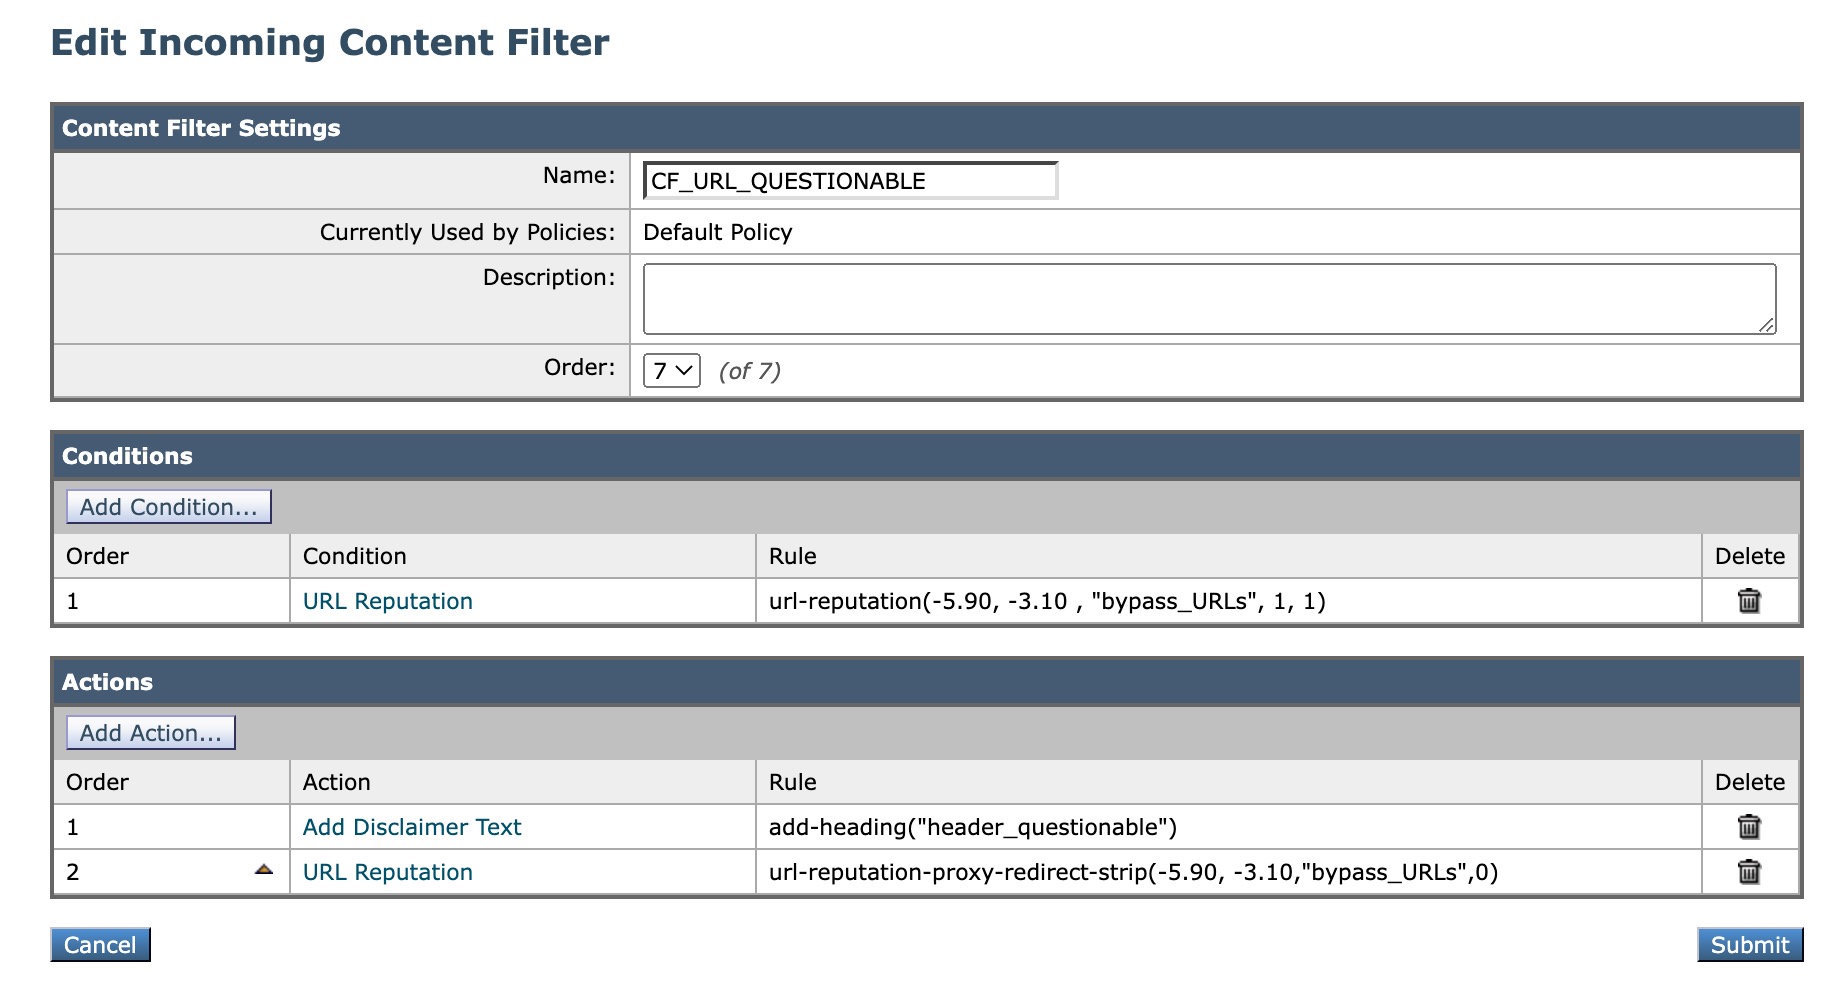 Edit Incoming Content Filter
Content Filter Settings
Name: CF_URL_QUESTIONABLE
Currently Used by Policies: Default Policy
Description:
Order: 7 (of 7)
Conditions
Add Condition...
Order Condition Rule Delete
1 URL Reputation url-reputation(-5.90, -3.10 , "bypass_URLs", 1, 1)
Actions
Add Action...
Order Action Rule Delete
1 Add Disclaimer Text add-heading("header_questionable")
2 URL Reputation url-reputation-proxy-redirect-strip(-5.90, -3.10,"bypass_URLs",0)
Cancel Submit